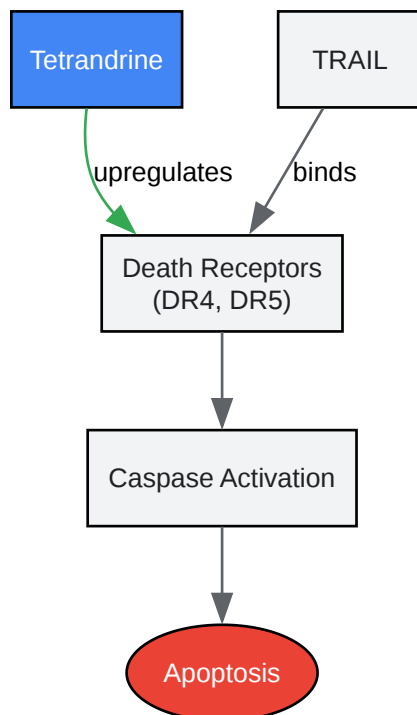 Tetrandrine
TRAIL
upregulates
binds
Death Receptors
(DR4, DR5)
Caspase Activation
Apoptosis